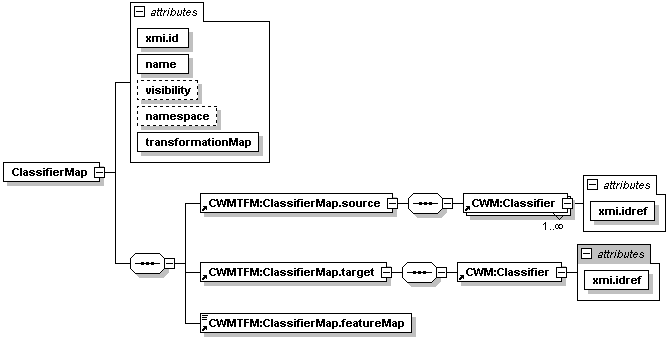 attributes
xmi.id
name
visibility
namespace
transformationMap
ClassifierMap
CWMTFM:ClassifierMap.source
CWM:Classifier
1..∞
attributes
xmi.idref
CWMTFM:ClassifierMap.target
CWM:Classifier
attributes
xmi.idref
CWMTFM:ClassifierMap.featureMap